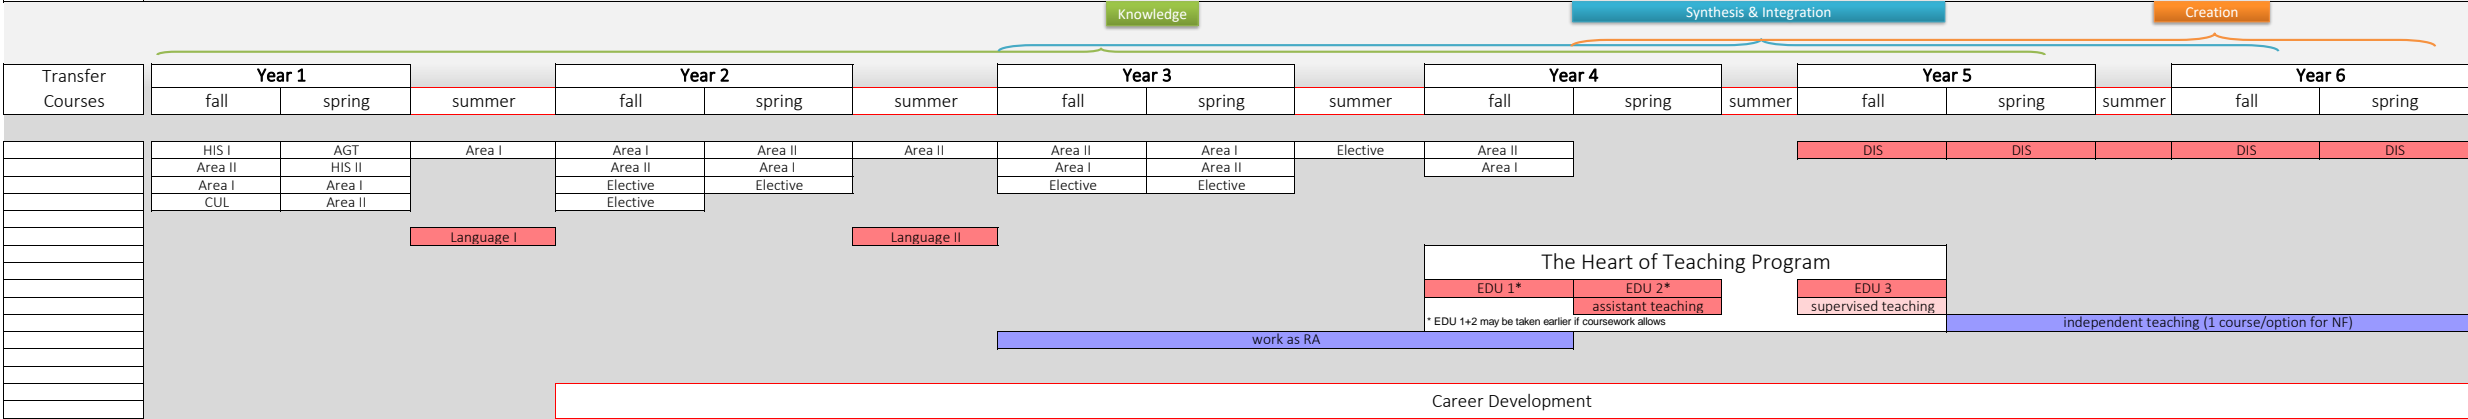 Knowledge Synthesis & Integration Creation
Transfer Year 1 Year 2 Year 3 Year 4 Year 5 Year 6
Courses fall spring summer fall spring summer fall spring summer fall spring summer fall spring summer fall spring
HIS I AGT Area I Area I Area II Area II Area II Area I Elective Area II DIS DIS DIS DIS
Area II HIS II Area II Area I Area I Area II Area I
Area I Area I Elective Elective Elective Elective
CUL Area II Elective
Language I Language II
The Heart of Teaching Program
EDU 1* EDU 2* EDU 3
assistant teaching supervised teaching
* EDU 1+2 may be taken earlier if coursework allows independent teaching (1 course/option for NF)
work as RA
Career Development